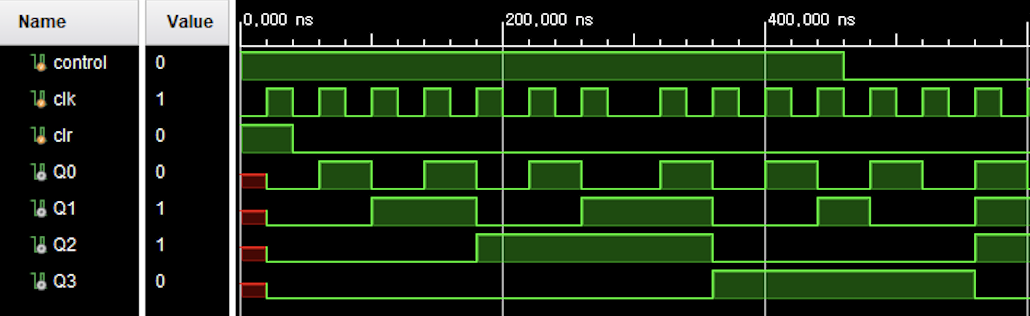 Name Value 0,000 ns 200,000 ns 400,000 ns
control 0
clk 1
clr 0
Q0 0
Q1 1
Q2 1
Q3 0